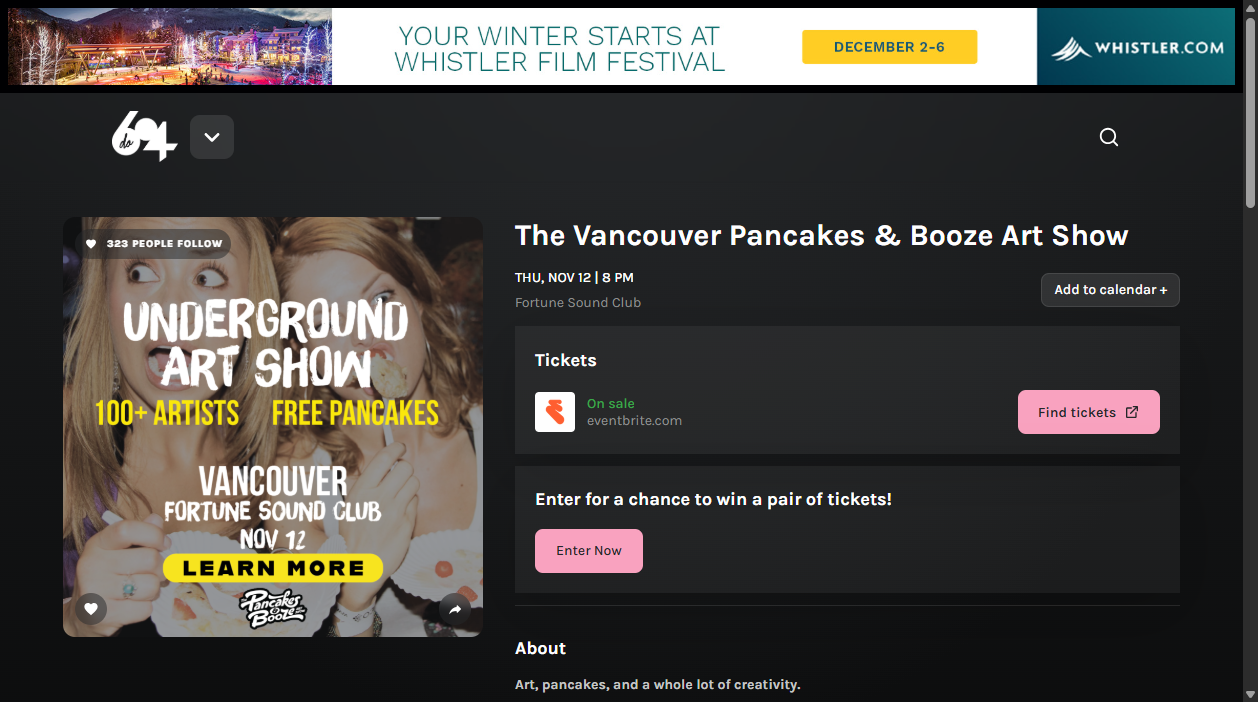 YOUR WINTER STARTS AT
WHISTLER FILM FESTIVAL
DECEMBER 2-6
WHISTLER.COM
do604
323 PEOPLE FOLLOW
UNDERGROUND
ART SHOW
100+ ARTISTS FREE PANCAKES
VANCOUVER
FORTUNE SOUND CLUB
NOV 12
LEARN MORE
Pancakes
& Booze
The Vancouver Pancakes & Booze Art Show
THU, NOV 12 | 8 PM
Fortune Sound Club
Add to calendar +
Tickets
On sale
eventbrite.com
Find tickets
Enter for a chance to win a pair of tickets!
Enter Now
About
Art, pancakes, and a whole lot of creativity.